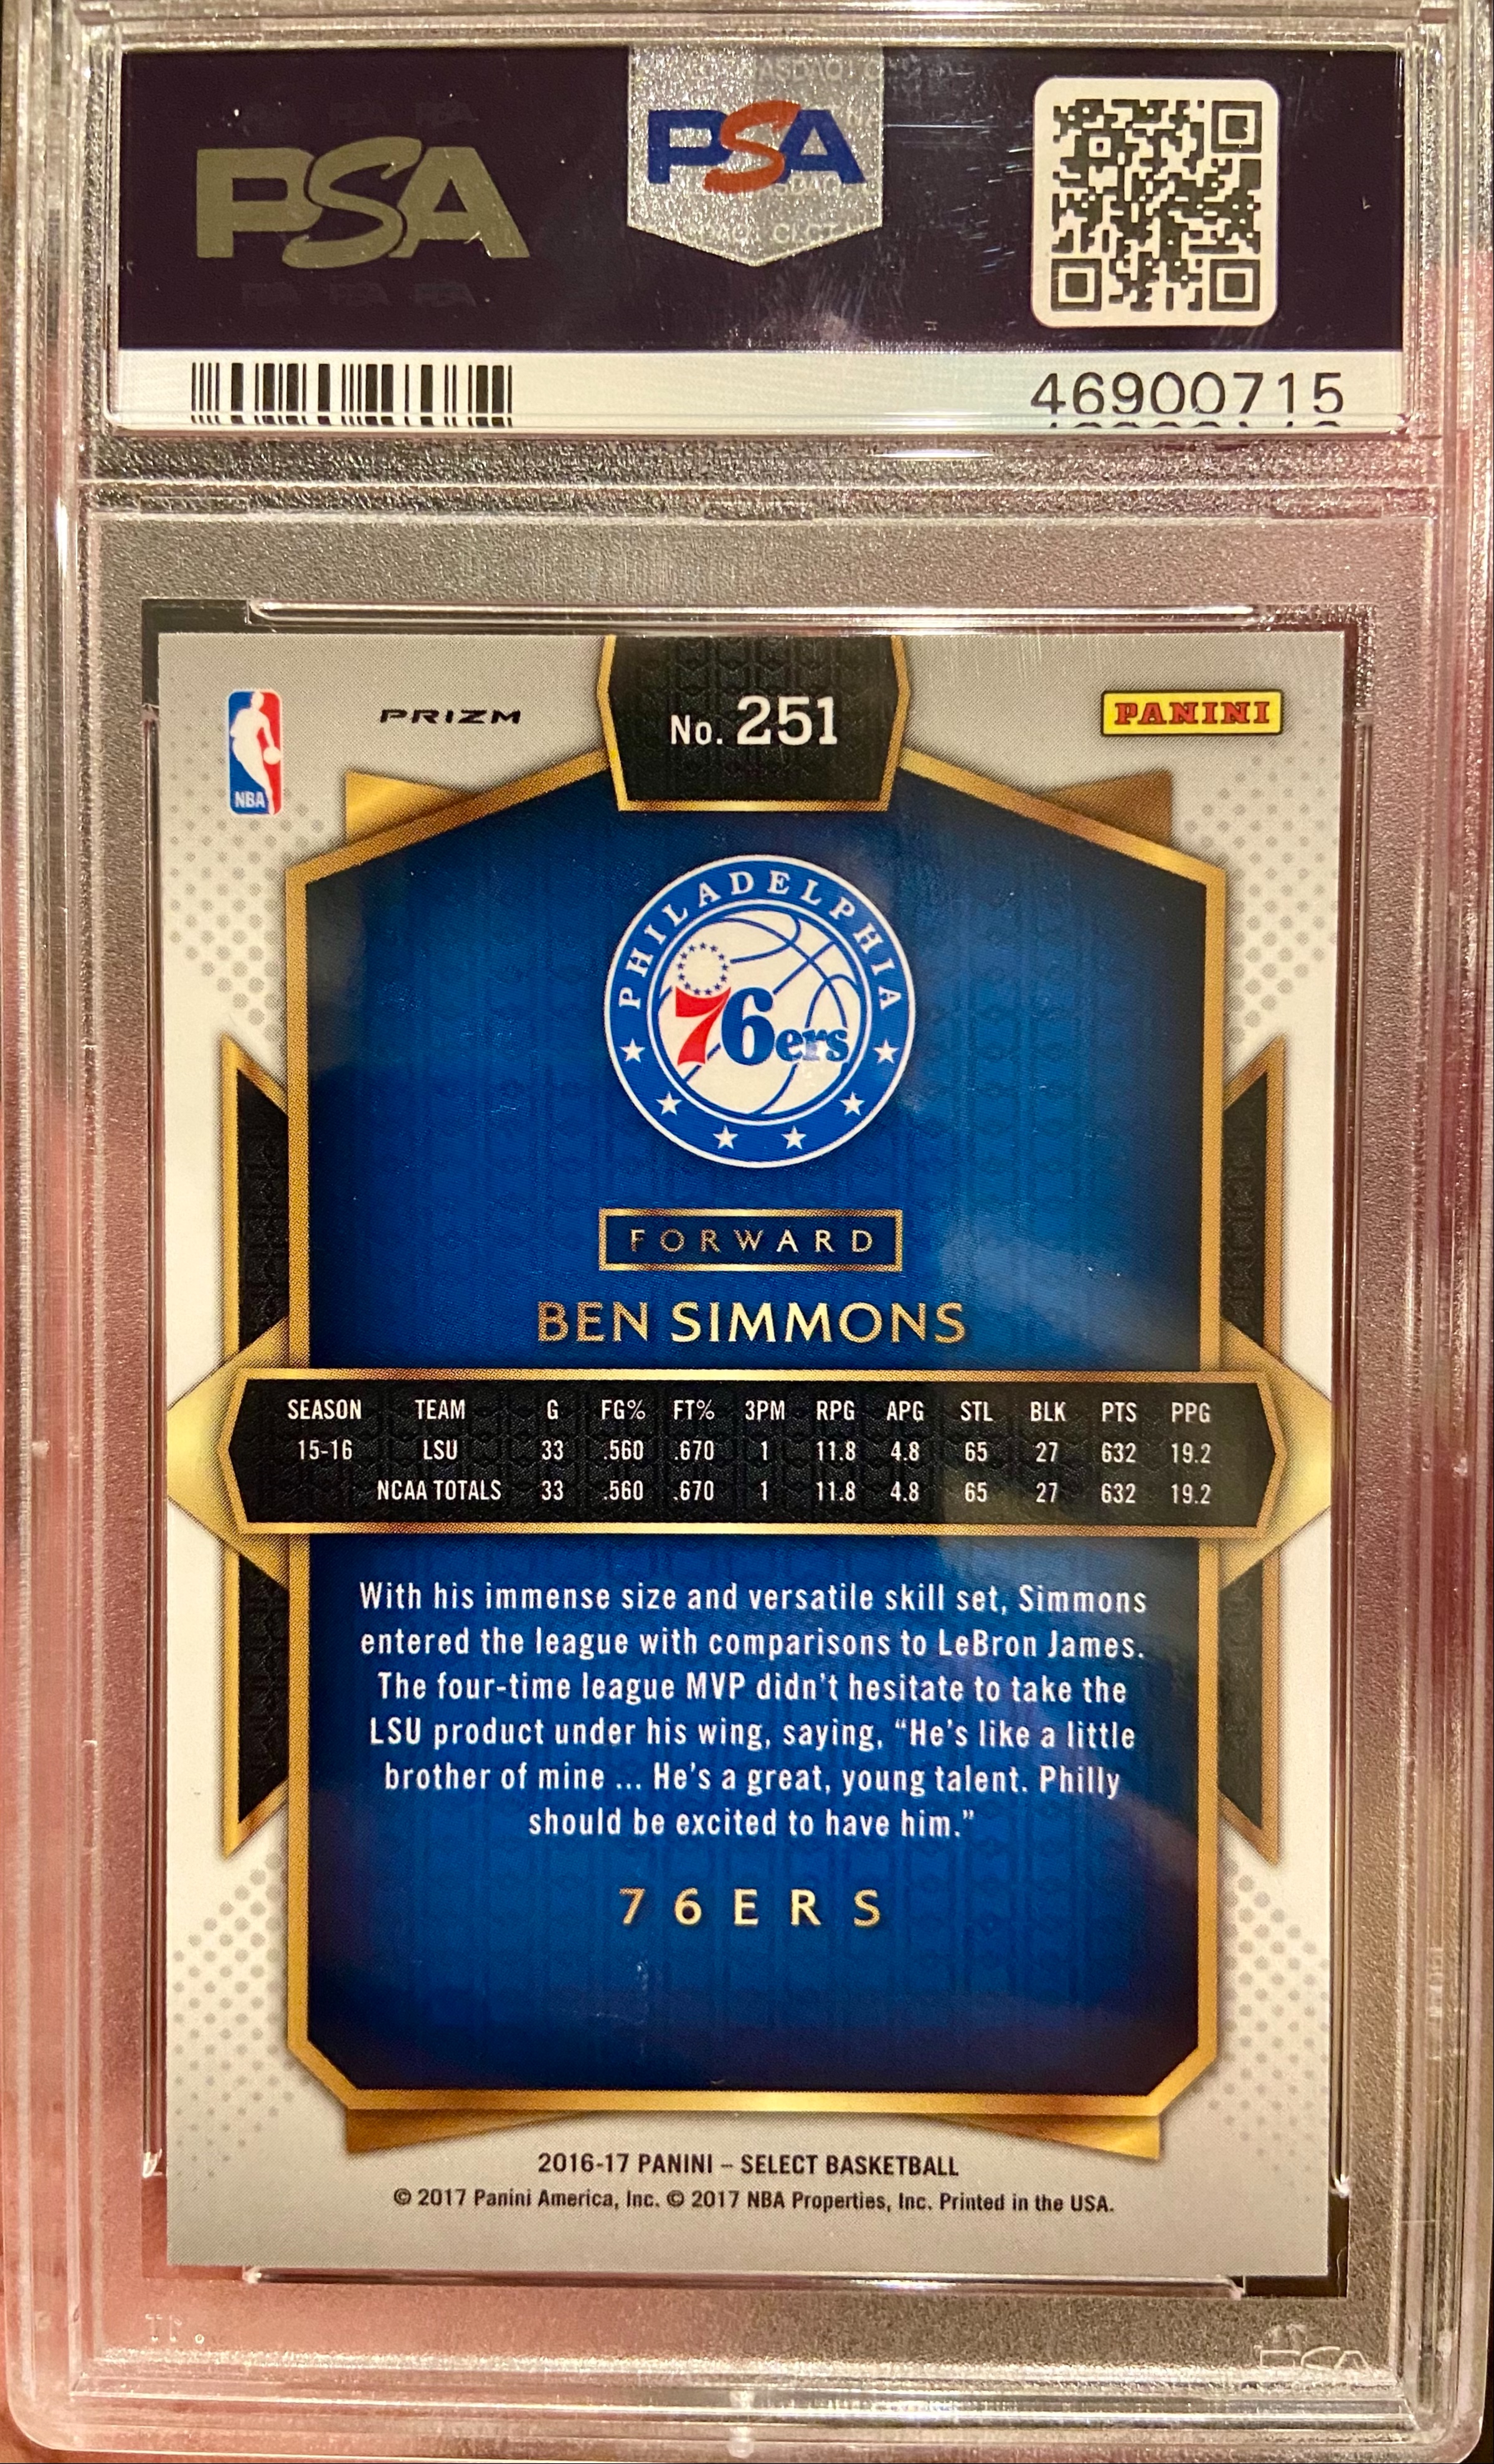 PSA
PSA
46900715
NBA
PRIZM
No. 251
PANINI
PHILADELPHIA
76ers
FORWARD
BEN SIMMONS
SEASON TEAM G FG% FT% 3PM RPG APG STL BLK PTS PPG
15-16 LSU 33 .560 .670 1 11.8 4.8 65 27 632 19.2
NCAA TOTALS 33 .560 .670 1 11.8 4.8 65 27 632 19.2
With his immense size and versatile skill set, Simmons
entered the league with comparisons to LeBron James.
The four-time league MVP didn't hesitate to take the
LSU product under his wing, saying, “He's like a little
brother of mine ... He's a great, young talent. Philly
should be excited to have him.”
76ERS
2016-17 PANINI – SELECT BASKETBALL
© 2017 Panini America, Inc. © 2017 NBA Properties, Inc. Printed in the USA.
PSA